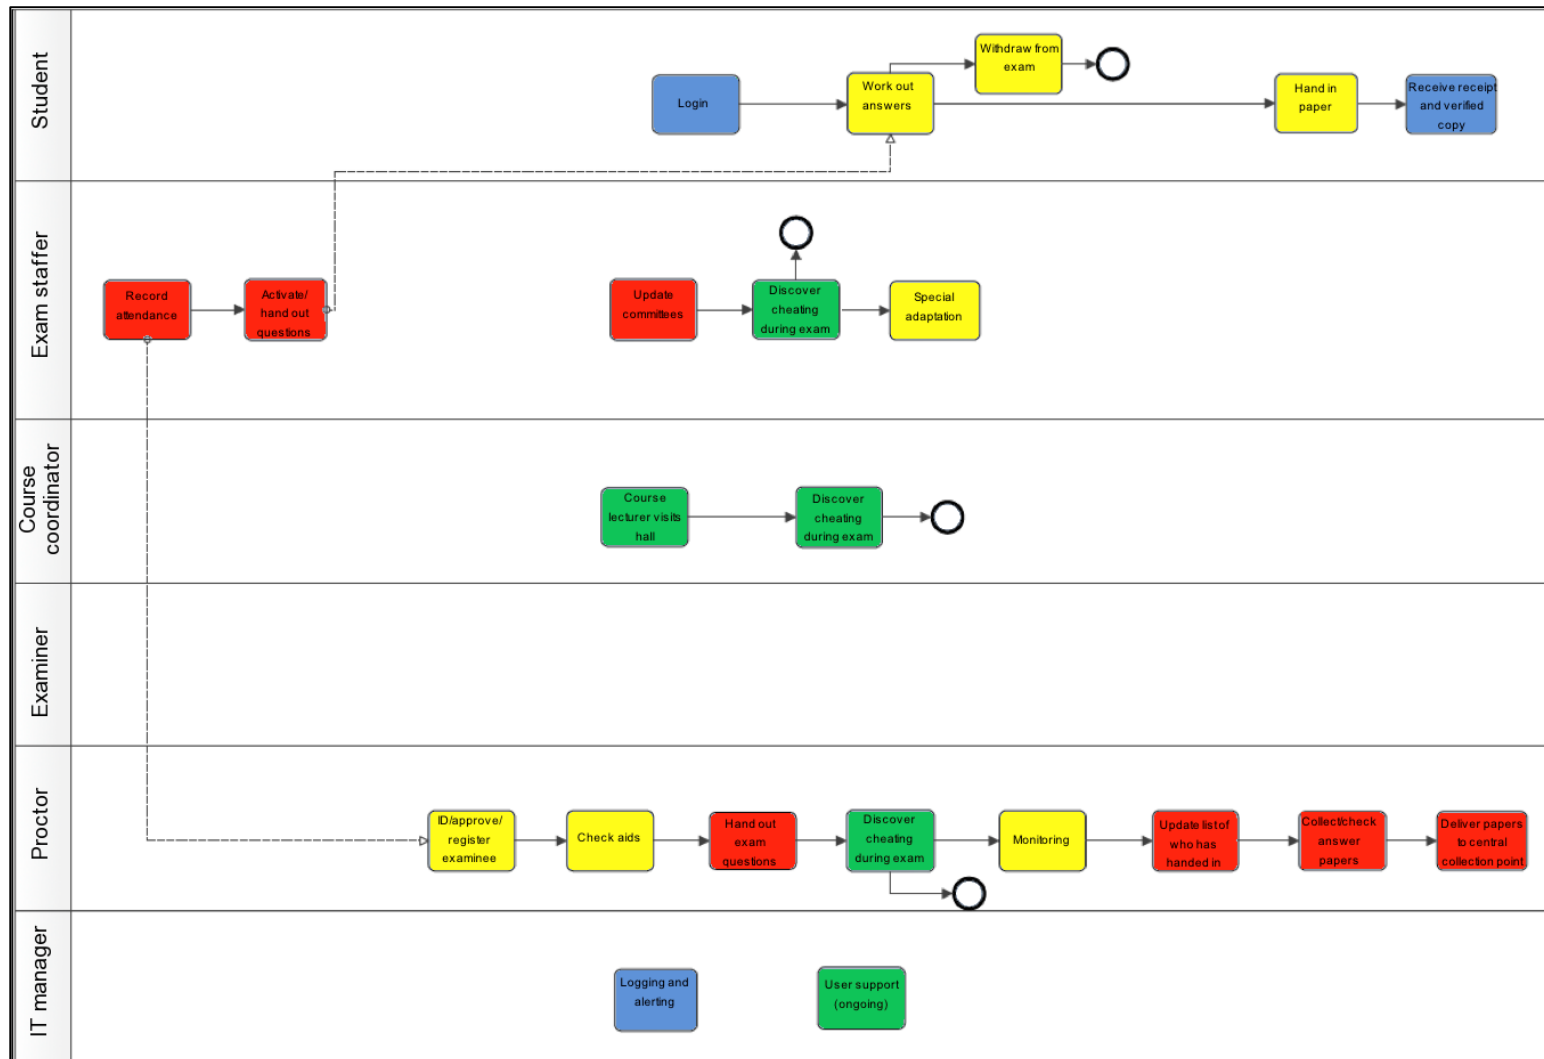 Student
Login
Work out
answers
Withdraw from
exam
Hand in
paper
Receive receipt
and verified
copy
Exam staffer
Record
attendance
Activate/
hand out
questions
Update
committees
Discover
cheating
during exam
Special
adaptation
Course
coordinator
Course
lecturer visits
hall
Discover
cheating
during exam
Examiner
Proctor
ID/approve/
register
examinee
Check aids
Hand out
exam
questions
Discover
cheating
during exam
Monitoring
Update list of
who has
handed in
Collect/check
answer
papers
Deliver papers
to central
collection point
IT manager
Logging and
alerting
User support
(ongoing)